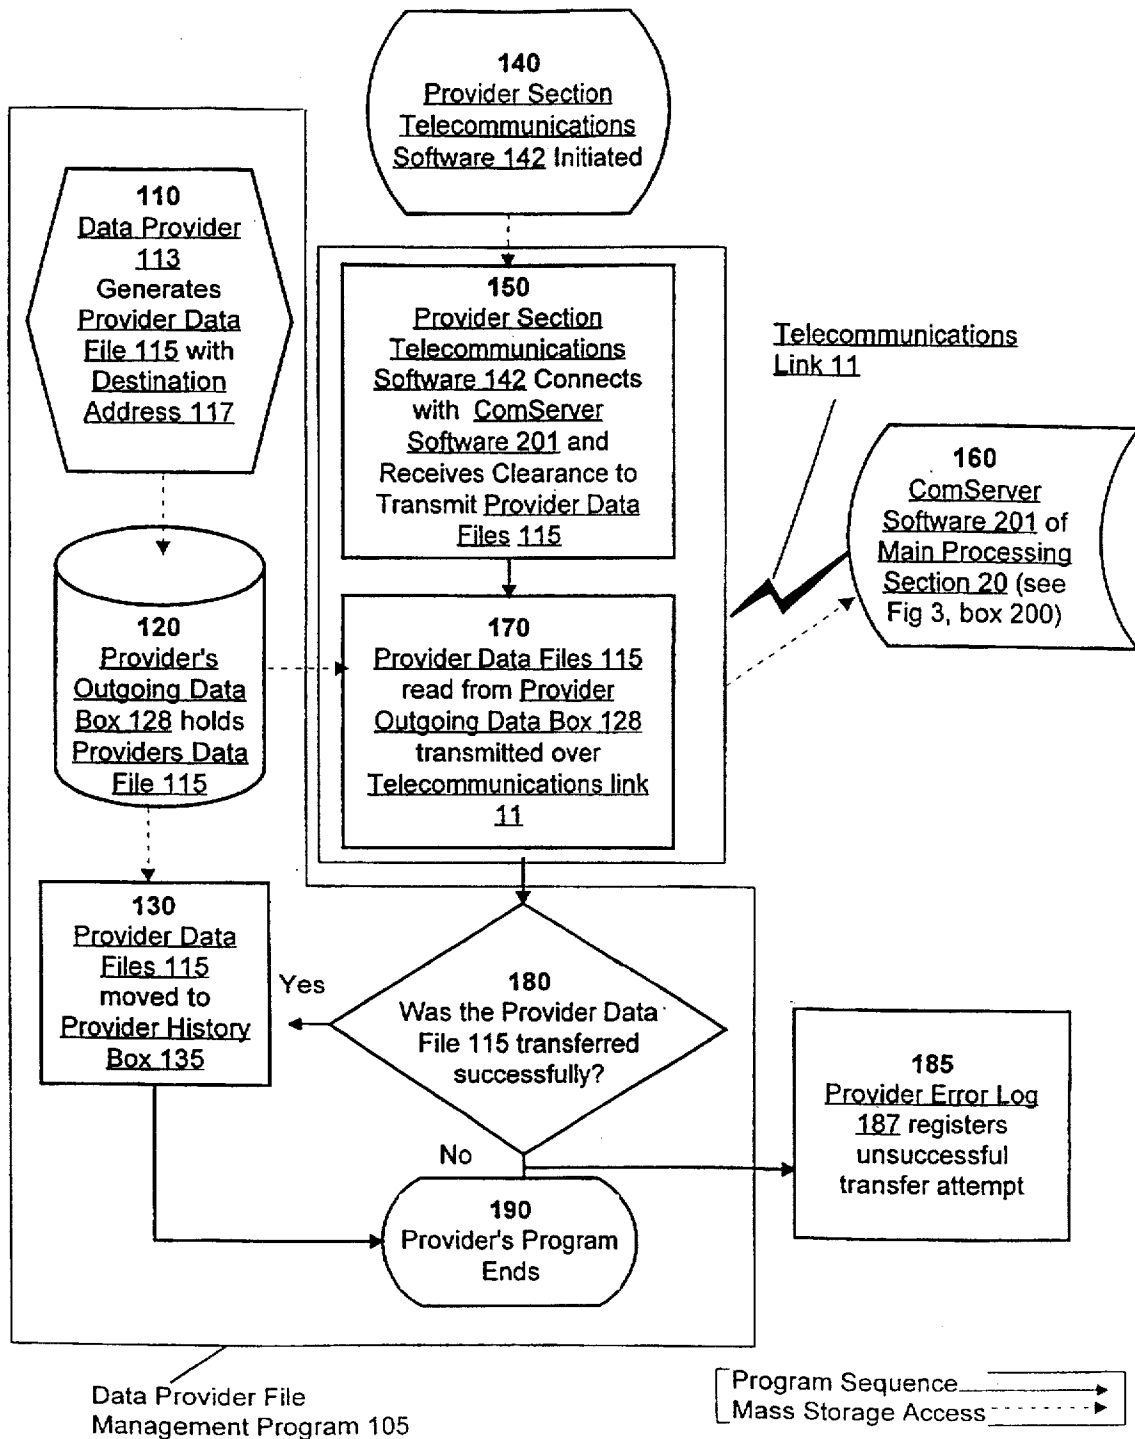 140
Provider Section
Telecommunications
Software 142 Initiated
110
Data Provider
113
Generates
Provider Data
File 115 with
Destination
Address 117
150
Provider Section
Telecommunications
Software 142 Connects
with ComServer
Software 201 and
Receives Clearance to
Transmit Provider Data
Files 115
Telecommunications
Link 11
160
ComServer
Software 201 of
Main Processing
Section 20 (see
Fig 3, box 200)
120
Provider's
Outgoing Data
Box 128 holds
Providers Data
File 115
170
Provider Data Files 115
read from Provider
Outgoing Data Box 128
transmitted over
Telecommunications link
11
130
Provider Data
Files 115
moved to
Provider History
Box 135
Yes
180
Was the Provider Data
File 115 transferred
successfully?
No
185
Provider Error Log
187 registers
unsuccessful
transfer attempt
190
Provider's Program
Ends
Data Provider File
Management Program 105
Program Sequence
Mass Storage Access